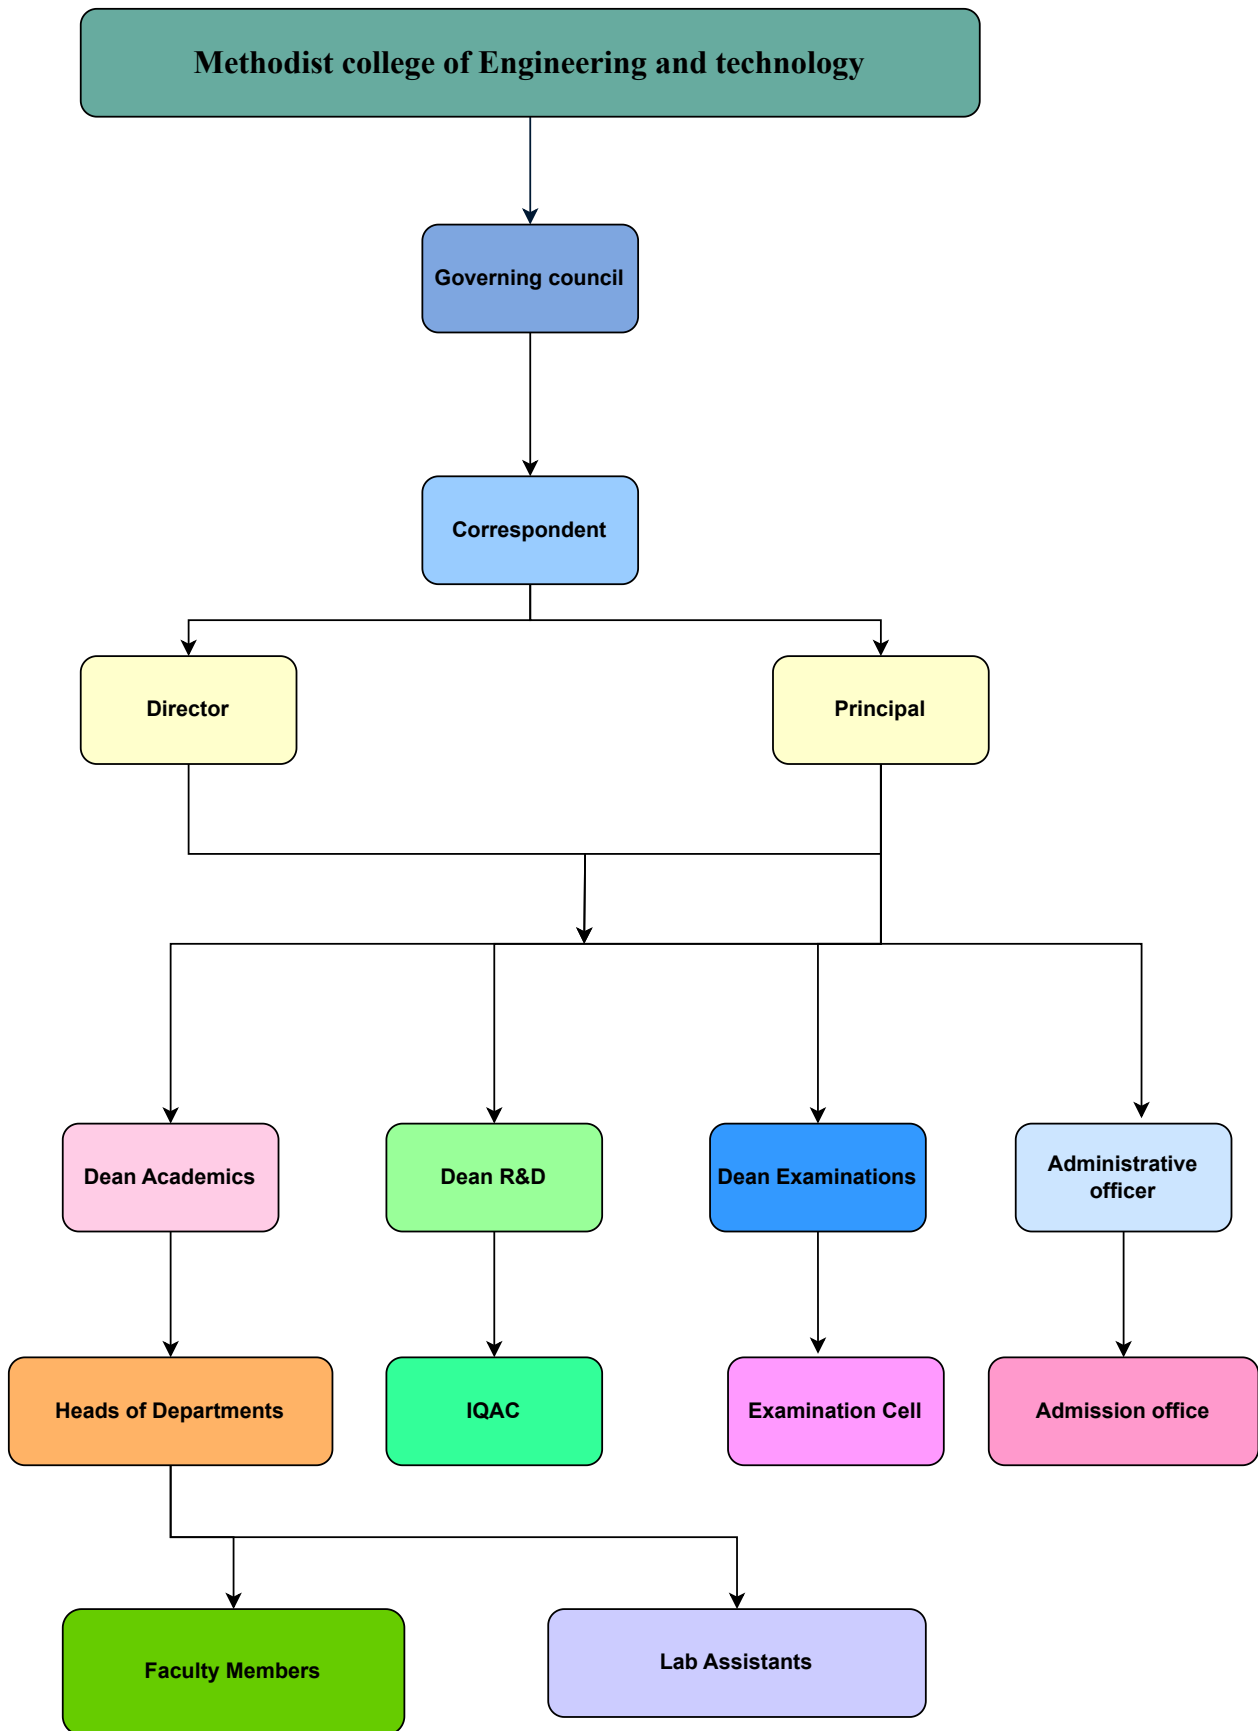 Methodist college of Engineering and technology
Governing council
Correspondent
Director
Principal
Dean Academics
Dean R&D
Dean Examinations
Administrative
officer
Heads of Departments
IQAC
Examination Cell
Admission office
Faculty Members
Lab Assistants